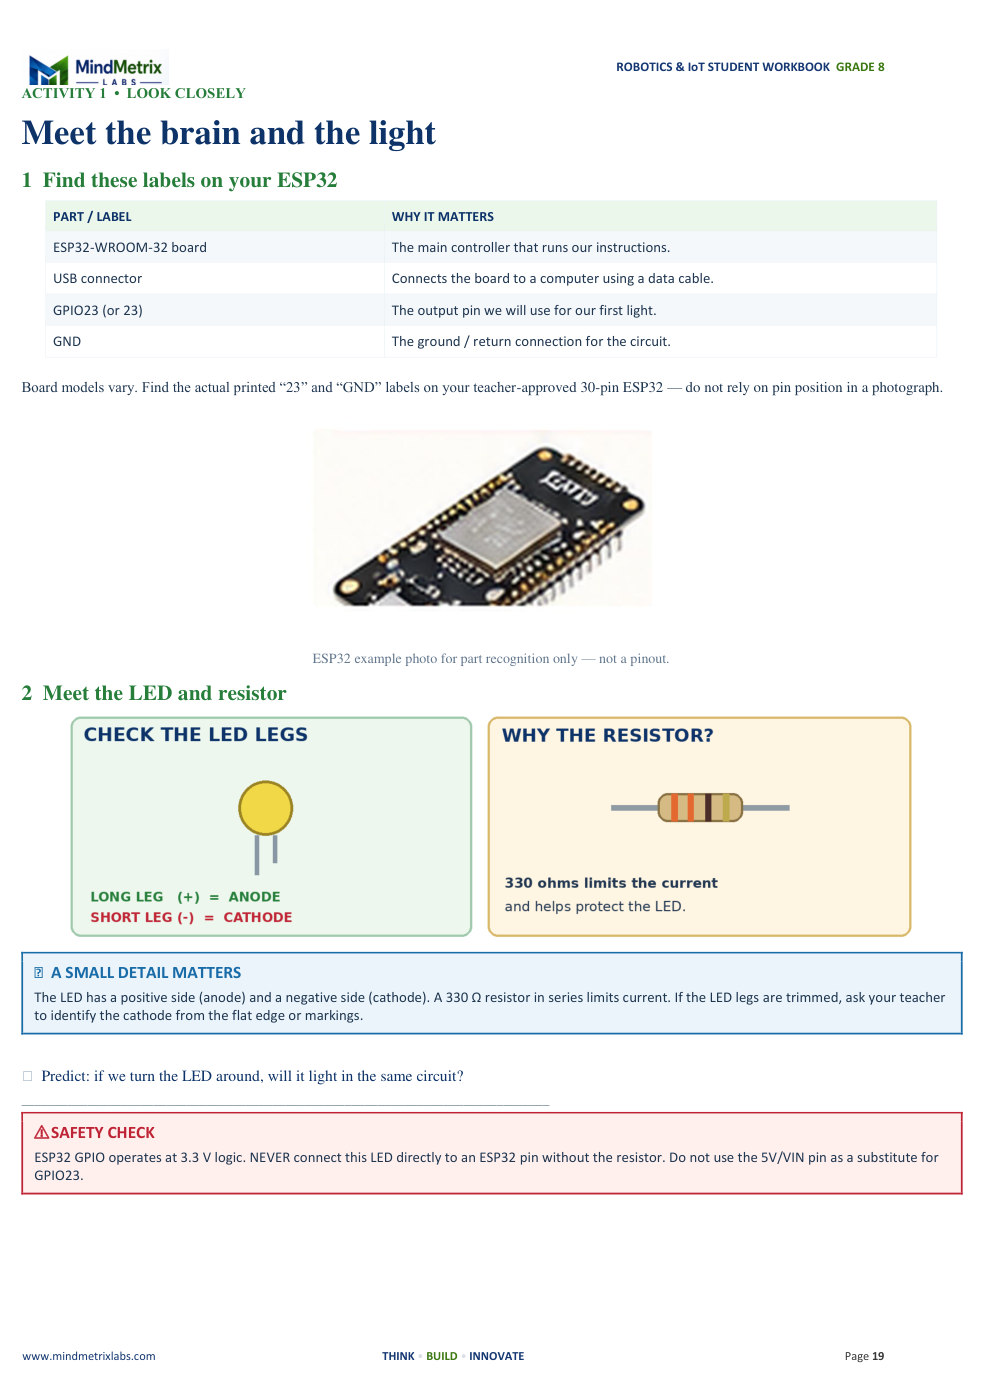 MindMetrix
LABS
ROBOTICS & IoT STUDENT WORKBOOK GRADE 8
ACTIVITY 1 • LOOK CLOSELY
Meet the brain and the light
1 Find these labels on your ESP32
PART / LABEL WHY IT MATTERS
ESP32-WROOM-32 board The main controller that runs our instructions.
USB connector Connects the board to a computer using a data cable.
GPIO23 (or 23) The output pin we will use for our first light.
GND The ground / return connection for the circuit.
Board models vary. Find the actual printed “23” and “GND” labels on your teacher-approved 30-pin ESP32 — do not rely on pin position in a photograph.
ESP32 example photo for part recognition only — not a pinout.
2 Meet the LED and resistor
CHECK THE LED LEGS
LONG LEG (+) = ANODE
SHORT LEG (-) = CATHODE
WHY THE RESISTOR?
330 ohms limits the current
and helps protect the LED.
A SMALL DETAIL MATTERS
The LED has a positive side (anode) and a negative side (cathode). A 330 Ω resistor in series limits current. If the LED legs are trimmed, ask your teacher
to identify the cathode from the flat edge or markings.
☐ Predict: if we turn the LED around, will it light in the same circuit?
⚠SAFETY CHECK
ESP32 GPIO operates at 3.3 V logic. NEVER connect this LED directly to an ESP32 pin without the resistor. Do not use the 5V/VIN pin as a substitute for
GPIO23.
www.mindmetrixlabs.com THINK • BUILD • INNOVATE Page 19